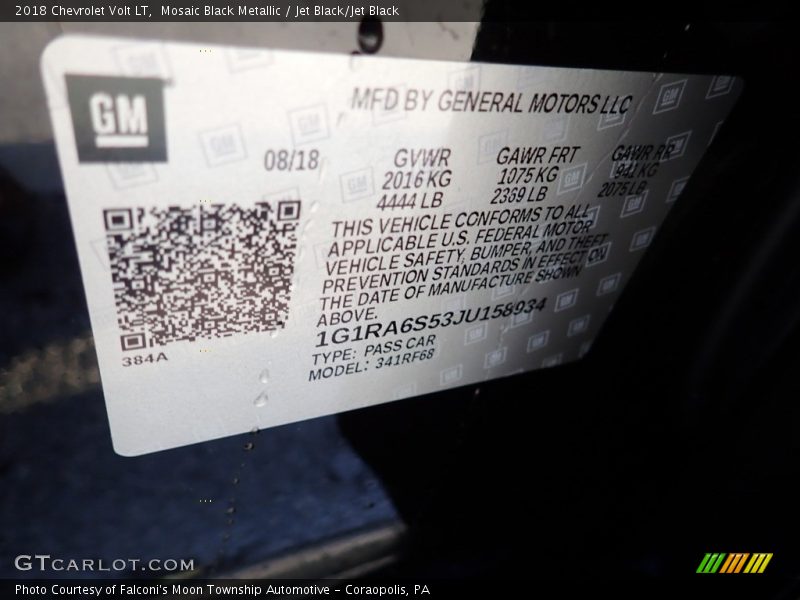 2018 Chevrolet Volt LT,  Mosaic Black Metallic / Jet Black/Jet Black
GM
MFD BY GENERAL MOTORS LLC
08/18
GVWR
2016 KG
4444 LB
GAWR FRT
1075 KG
2369 LB
GAWR RR
941 KG
2075 LB
THIS VEHICLE CONFORMS TO ALL
APPLICABLE U.S. FEDERAL MOTOR
VEHICLE SAFETY, BUMPER, AND THEFT
PREVENTION STANDARDS IN EFFECT ON
THE DATE OF MANUFACTURE SHOWN
ABOVE.
1G1RA6S53JU158934
TYPE: PASS CAR
MODEL: 341RF68
384A
GTCARLOT.COM
Photo Courtesy of Falconi's Moon Township Automotive - Coraopolis, PA